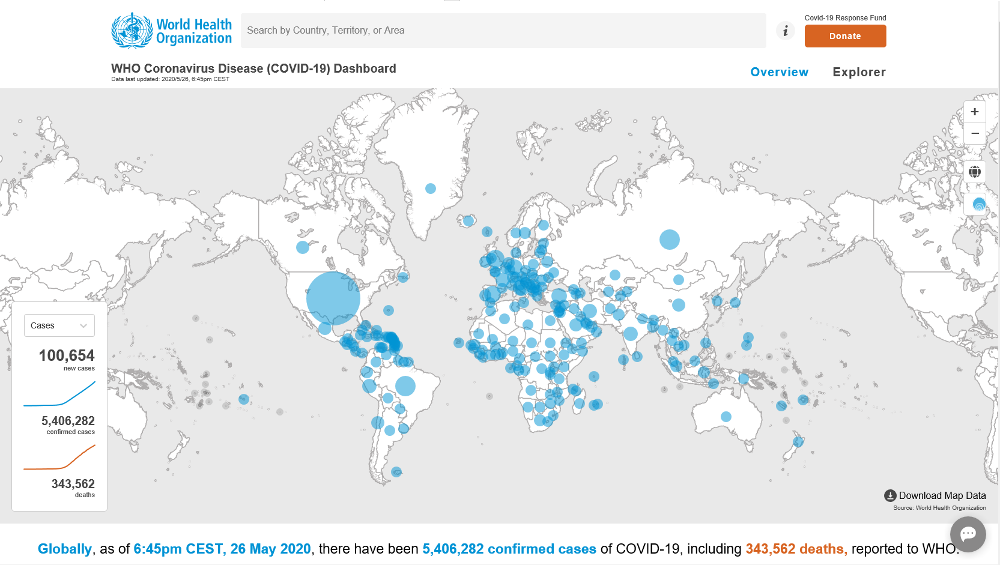 World Health
Organization
Search by Country, Territory, or Area
i
Covid-19 Response Fund
Donate
WHO Coronavirus Disease (COVID-19) Dashboard
Data last updated: 2020/5/26, 6:45pm CEST
Overview
Explorer
+
−
Cases
100,654
new cases
5,406,282
confirmed cases
343,562
deaths
Download Map Data
Source: World Health Organization
Globally, as of 6:45pm CEST, 26 May 2020, there have been 5,406,282 confirmed cases of COVID-19, including 343,562 deaths, reported to WHO.